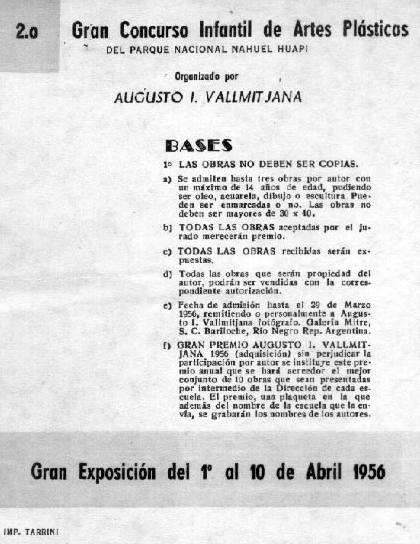 2.o Gran Concurso Infantil de Artes Plásticas
DEL PARQUE NACIONAL NAHUEL HUAPI
Organizado por
AUGUSTO I. VALLMITJANA
BASES
1º LAS OBRAS NO DEBEN SER COPIAS.
a) Se admiten hasta tres obras por autor con
un máximo de 14 años de edad, pudiendo
ser oleo, acuarela, dibujo o escultura. Pue-
den ser enmarcadas o no. Las obras no
deben ser mayores de 30 x 40.
b) TODAS LAS OBRAS aceptadas por el ju-
rado merecerán premio.
c) TODAS LAS OBRAS recibidas serán ex-
puestas.
d) Todas las obras que serán propiedad del
autor, podrán ser vendidas con la corres-
pondiente autorización.
e) Fecha de admisión hasta el 29 de Marzo
1956, remitiendo o personalmente a Augus-
to I. Vallmitjana fotógrafo. Galería Mitre,
S. C. Bariloche, Río Negro Rep. Argentina.
f) GRAN PREMIO AUGUSTO I. VALLMIT-
JANA 1956 (adquisición) sin perjudicar la
participación por autor se instituye este pre-
mio anual que se hará acreedor el mejor
conjunto de 10 obras que sean presentadas
por intermedio de la Dirección de cada es-
cuela. El premio, una plaqueta en la que
además del nombre de la escuela que la en-
vía, se grabarán los nombres de los autores.
Gran Exposición del 1º al 10 de Abril 1956
IMP. TARRINI